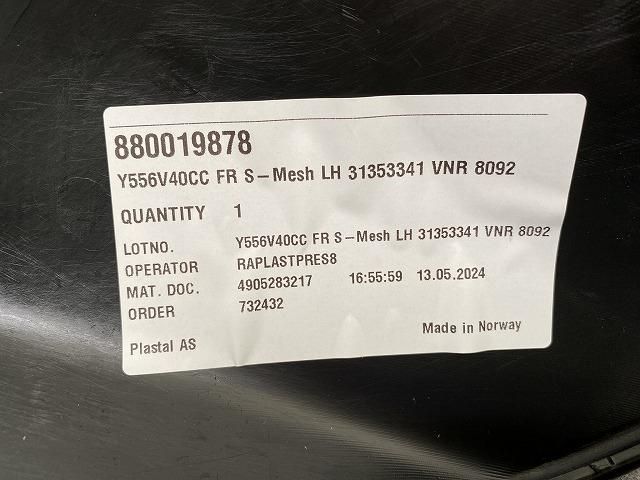 880019878
Y556V40CC FR S-Mesh LH 31353341 VNR 8092
QUANTITY 1
LOTNO. Y556V40CC FR S-Mesh LH 31353341 VNR 8092
OPERATOR RAPLASTPRES8
MAT. DOC. 4905283217 16:55:59 13.05.2024
ORDER 732432
Plastal AS Made in Norway